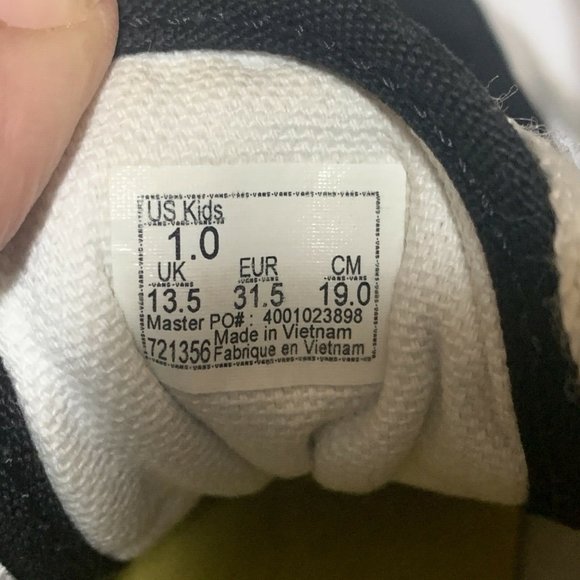 US Kids
1.0
UK EUR CM
13.5 31.5 19.0
Master PO# : 4001023898
Made in Vietnam
721356 Fabrique en Vietnam